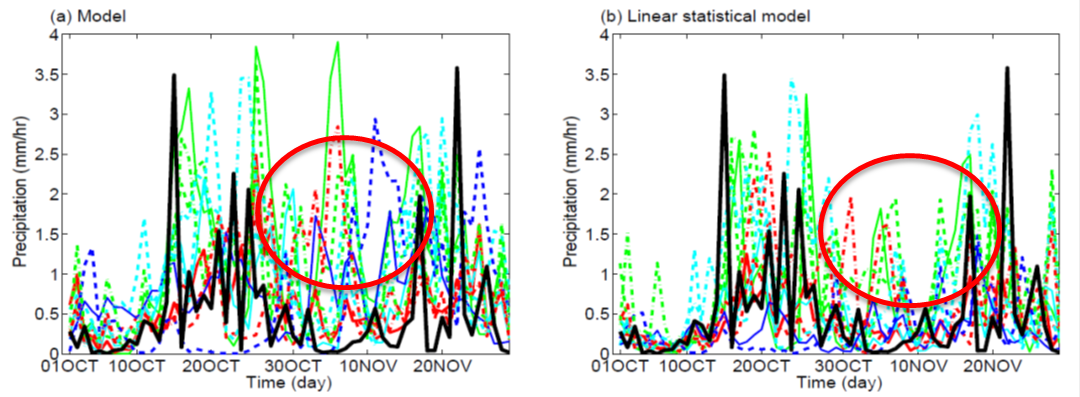 (a) Model
Precipitation (mm/hr)
4
3.5
3
2.5
2
1.5
1
0.5
0
01OCT 10OCT 20OCT 30OCT 10NOV 20NOV
Time (day)
(b) Linear statistical model
Precipitation (mm/hr)
4
3.5
3
2.5
2
1.5
1
0.5
0
01OCT 10OCT 20OCT 30OCT 10NOV 20NOV
Time (day)